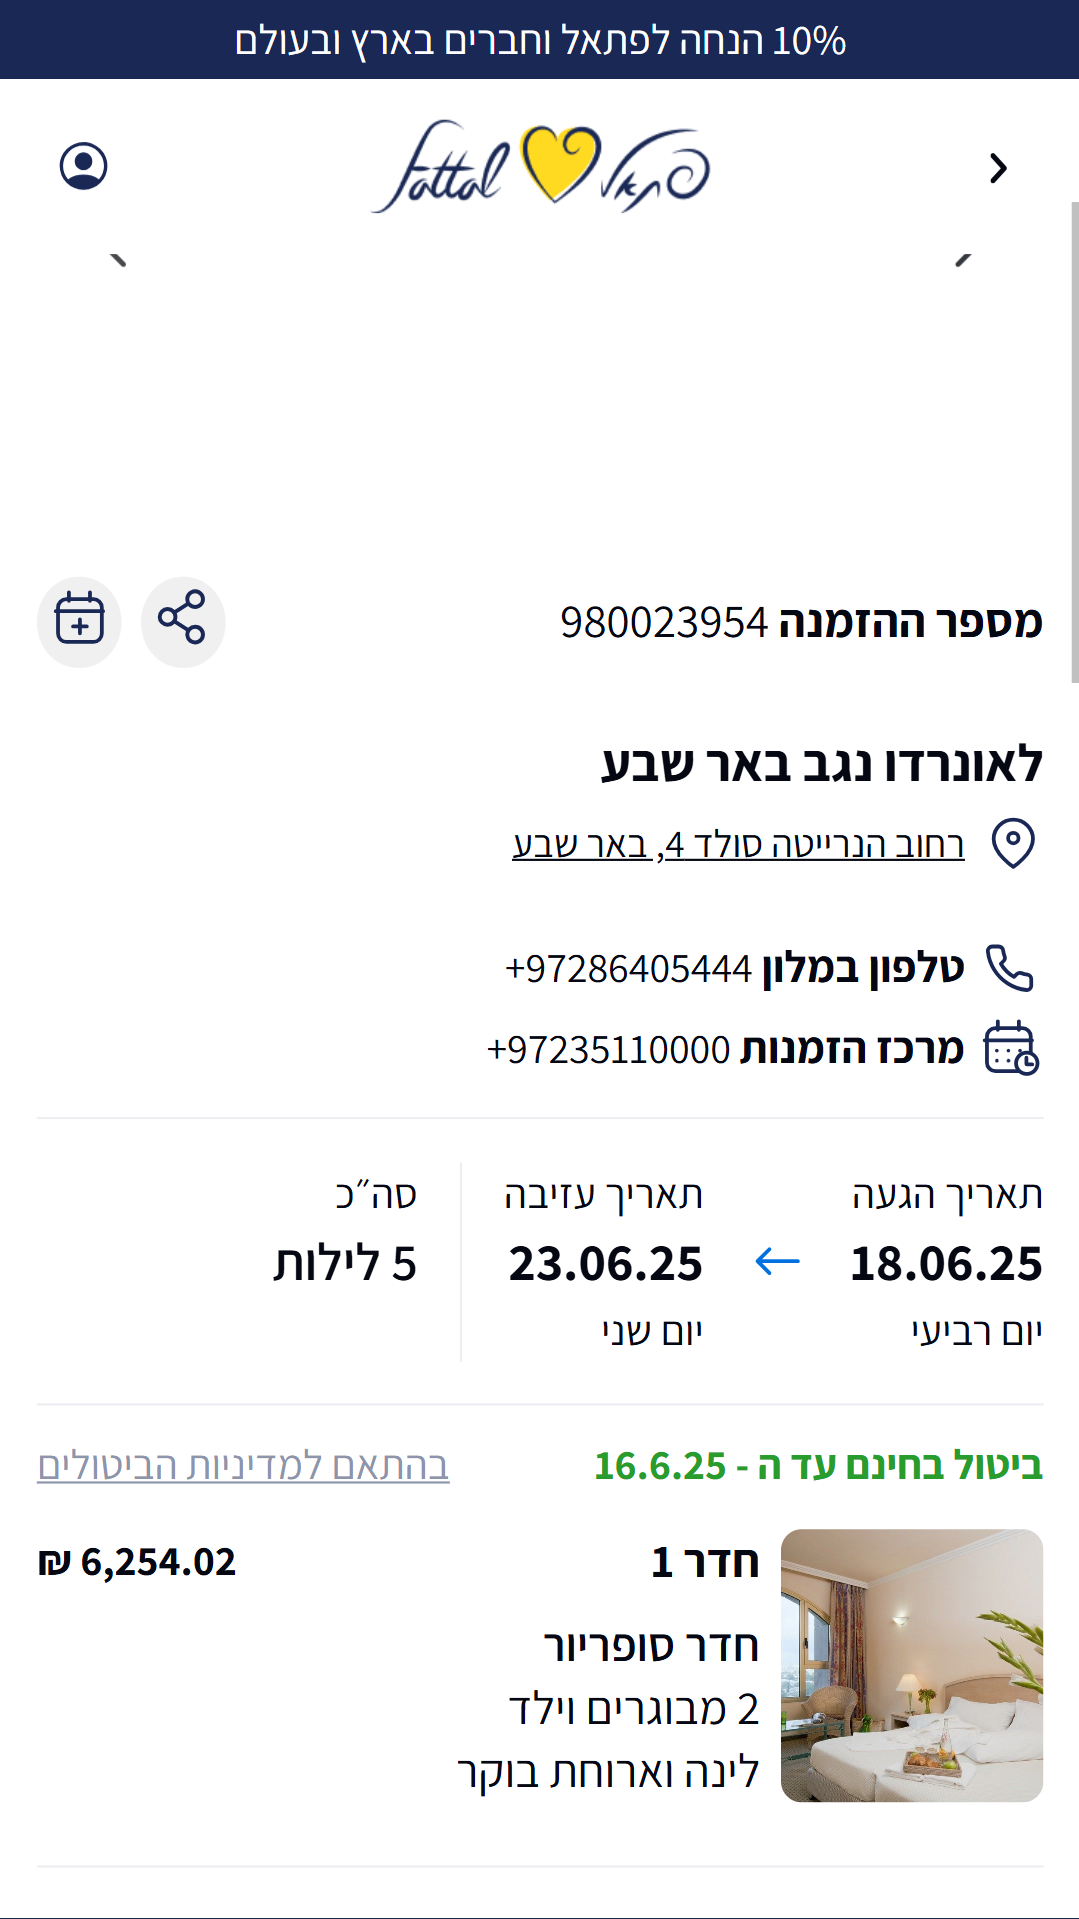 10% הנחה לפתאל וחברים בארץ ובעולם
fattal פתאל
מספר ההזמנה 980023954
לאונרדו נגב באר שבע
רחוב הנרייטה סולד 4, באר שבע
טלפון במלון 97286405444+
מרכז הזמנות 97235110000+
תאריך הגעה
18.06.25
יום רביעי
תאריך עזיבה
23.06.25
יום שני
סה״כ
5 לילות
ביטול בחינם עד ה - 16.6.25
בהתאם למדיניות הביטולים
חדר 1
6,254.02 ₪
חדר סופריור
2 מבוגרים וילד
לינה וארוחת בוקר